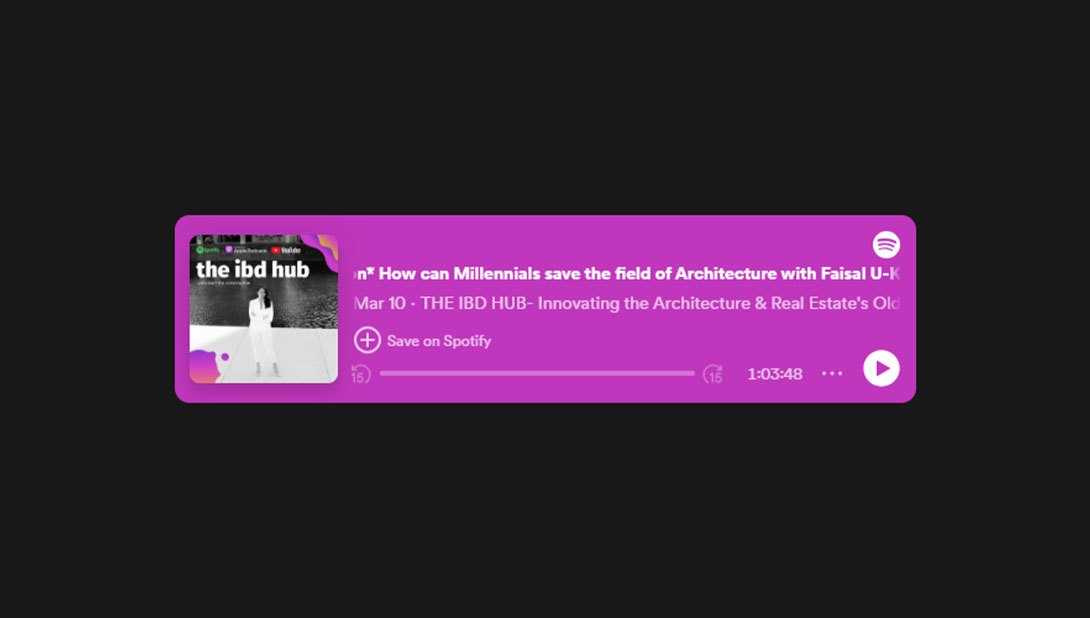 Spotify
Apple Podcasts
YouTube
the ibd hub
n* How can Millennials save the field of Architecture with Faisal U-K
Mar 10 · THE IBD HUB- Innovating the Architecture & Real Estate's Old
Save on Spotify
15
15
1:03:48